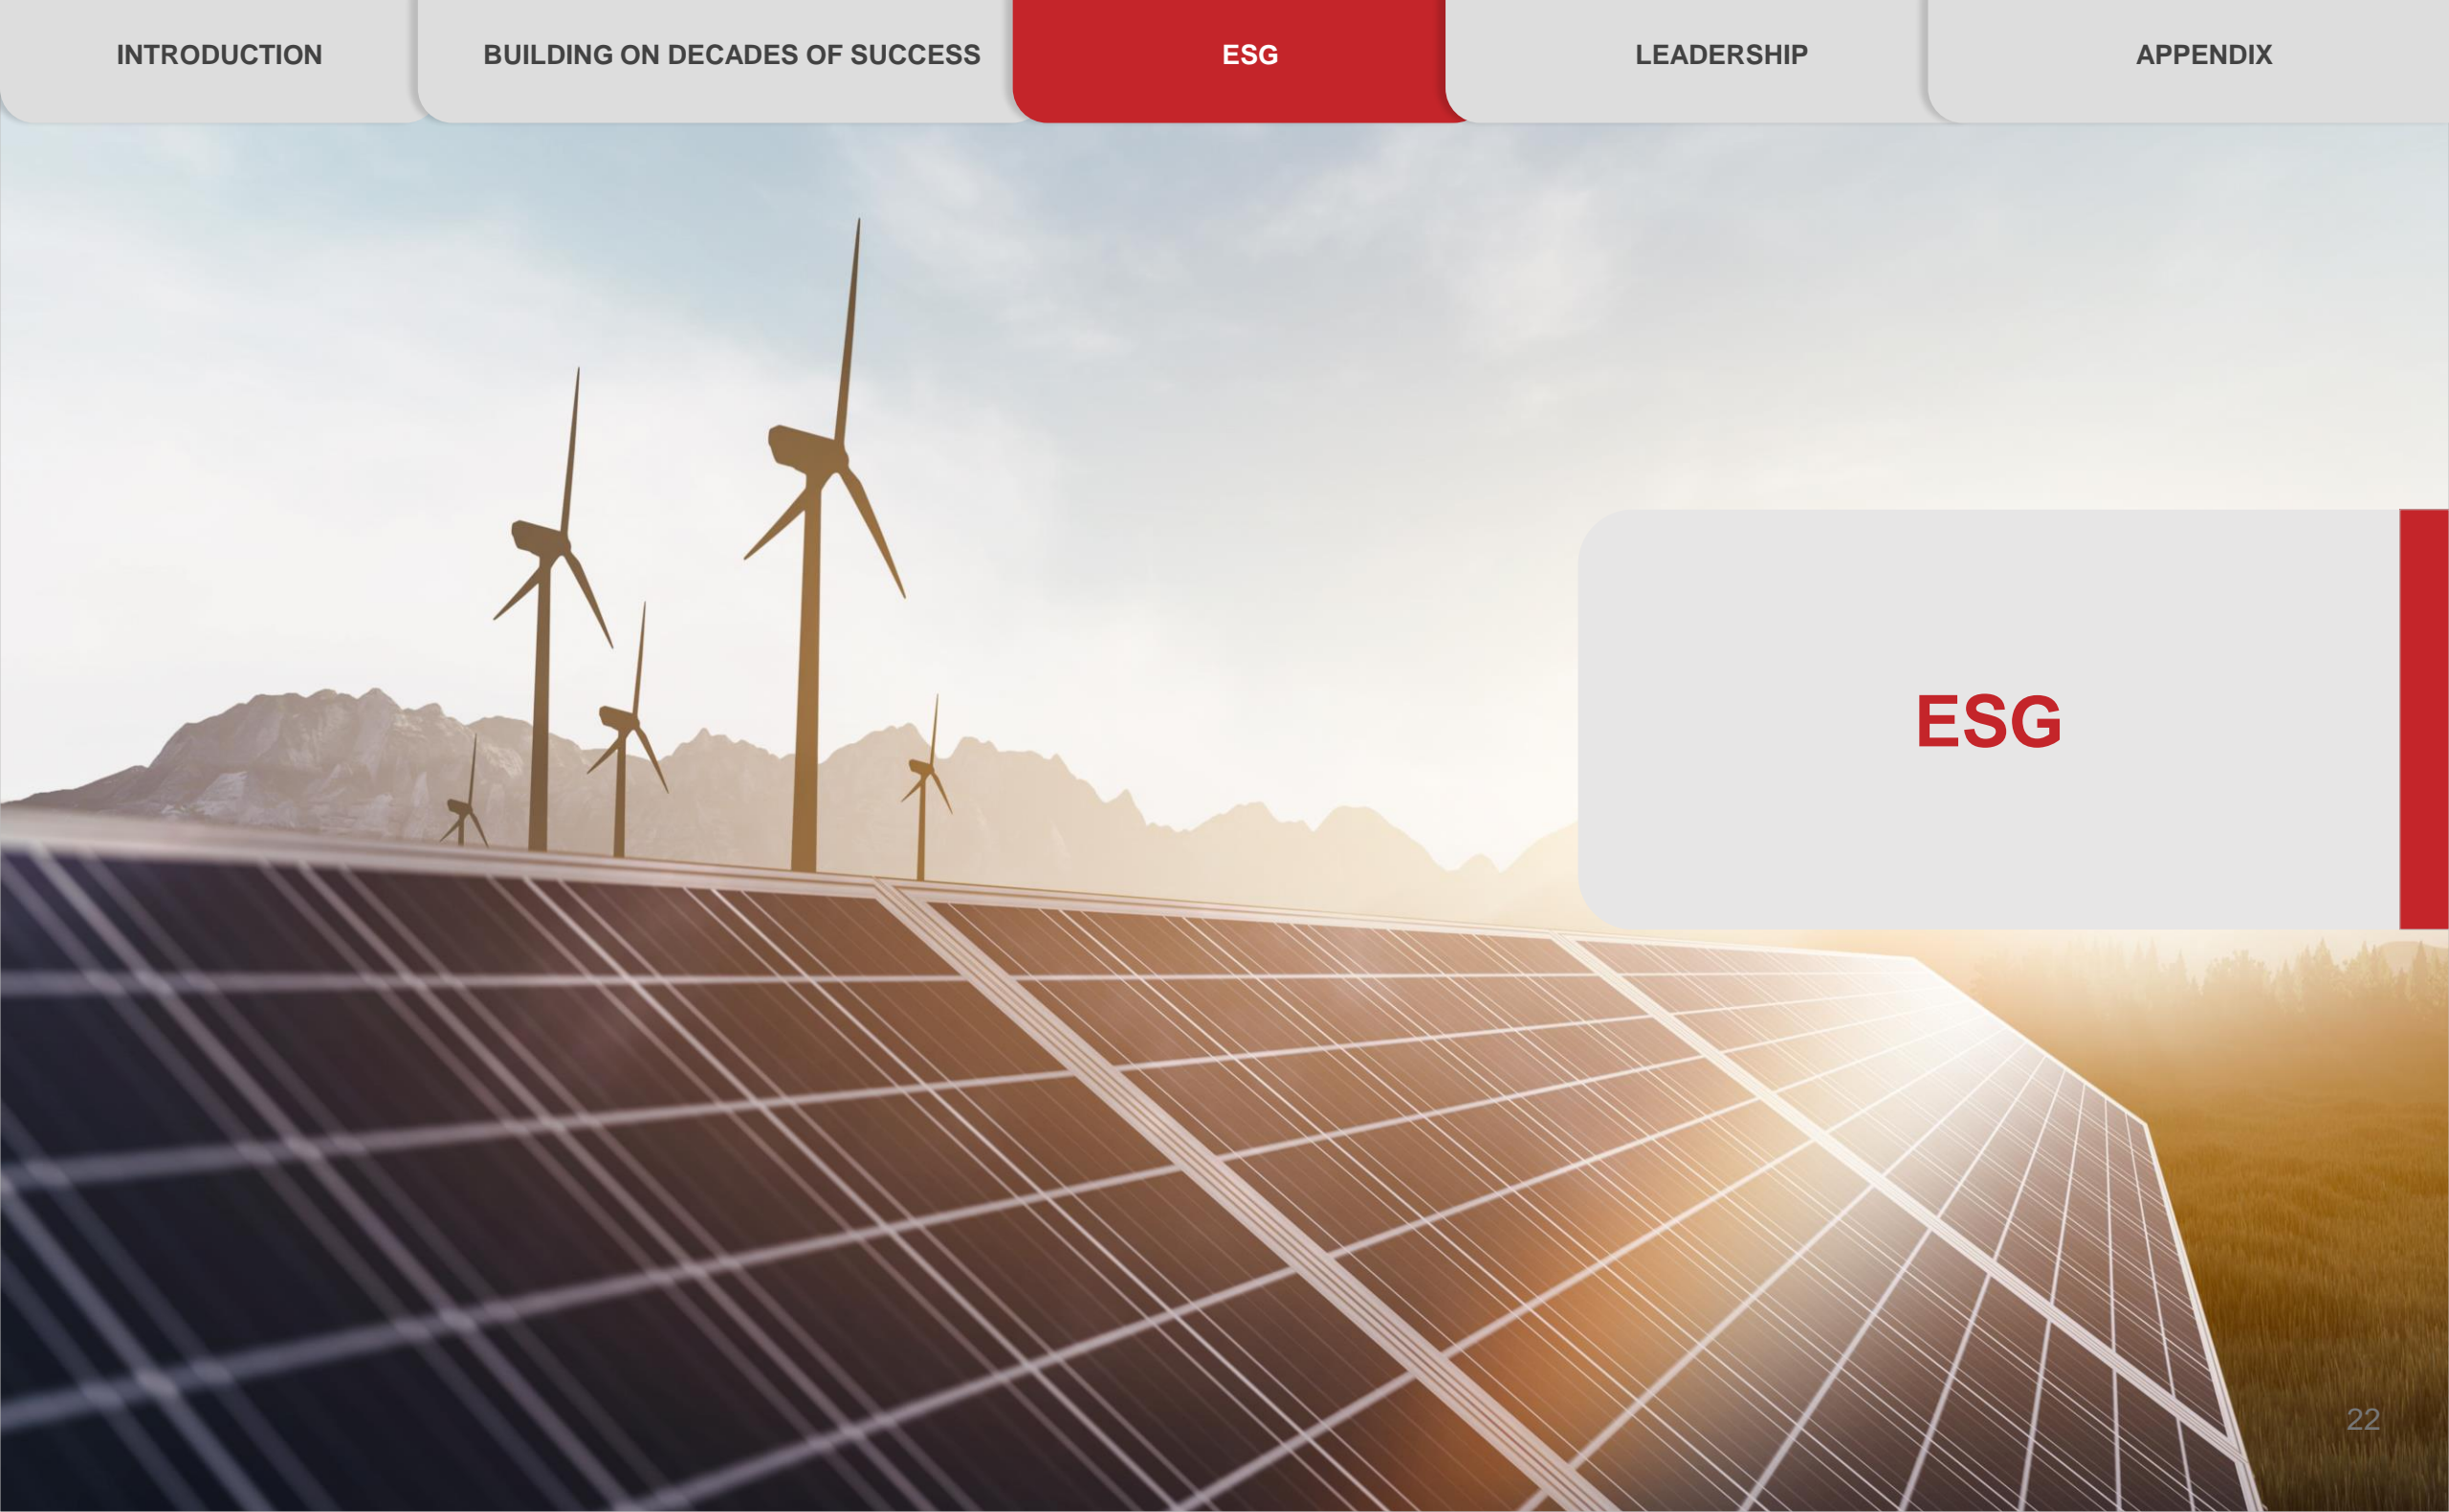 INTRODUCTION
BUILDING ON DECADES OF SUCCESS
ESG
LEADERSHIP
APPENDIX
ESG
22